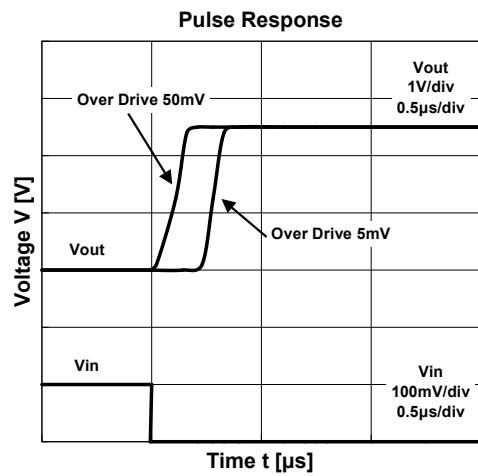 Pulse Response
Vout
1V/div
0.5µs/div
Over Drive 50mV
Over Drive 5mV
Vout
Voltage V [V]
Vin
Vin
100mV/div
0.5µs/div
Time t [µs]